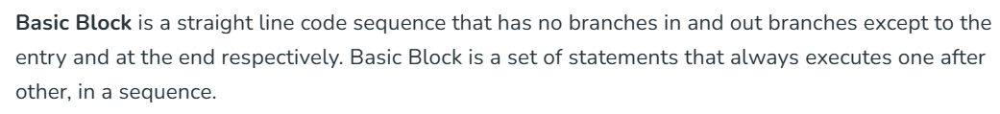 Basic Block is a straight line code sequence that has no branches in and out branches except to the
entry and at the end respectively. Basic Block is a set of statements that always executes one after
other, in a sequence.